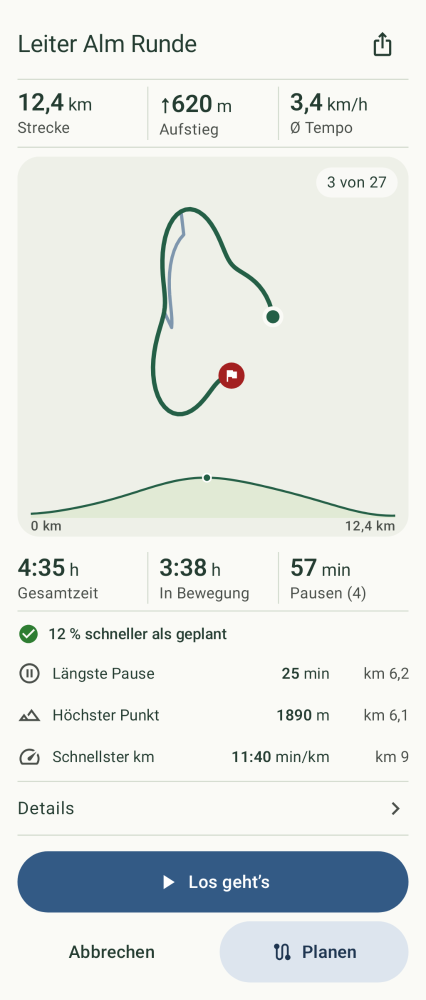 Leiter Alm Runde
12,4 km
Strecke
↑620 m
Aufstieg
3,4 km/h
Ø Tempo
3 von 27
0 km
12,4 km
4:35 h
Gesamtzeit
3:38 h
In Bewegung
57 min
Pausen (4)
12 % schneller als geplant
Längste Pause 25 min km 6,2
Höchster Punkt 1890 m km 6,1
Schnellster km 11:40 min/km km 9
Details
Los geht’s
Abbrechen
Planen